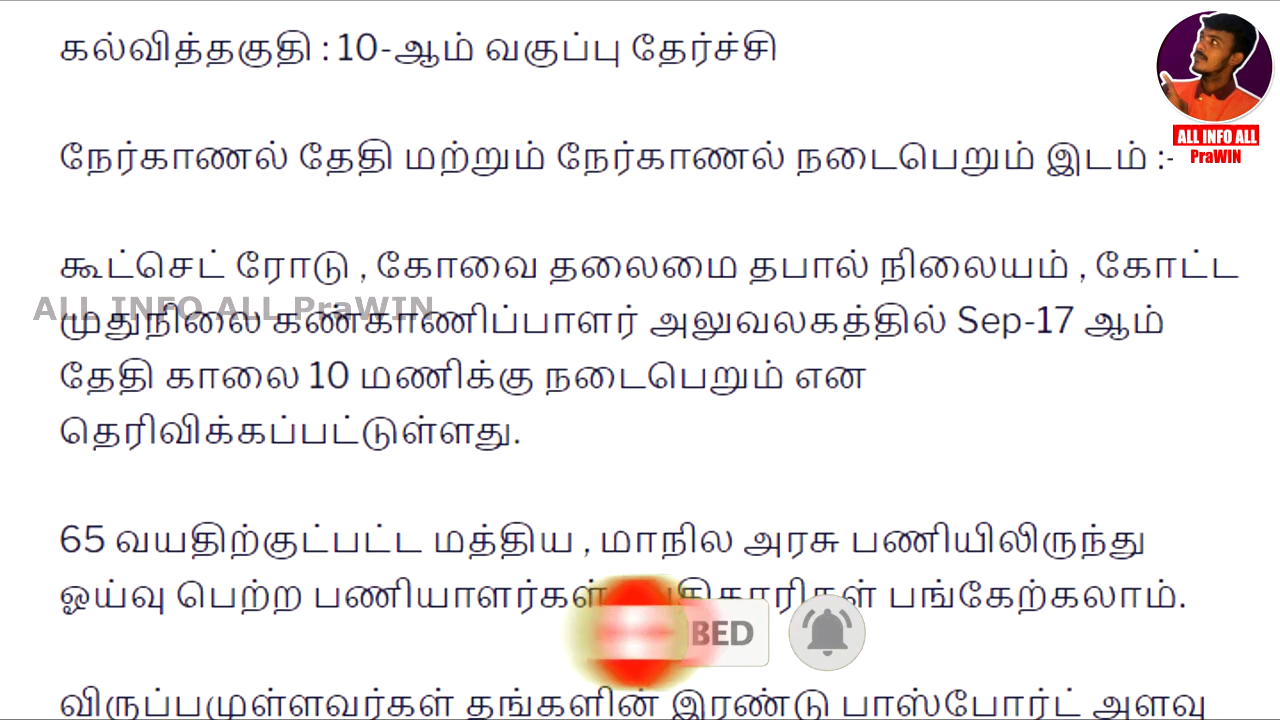 கல்வித்தகுதி : 10-ஆம் வகுப்பு தேர்ச்சி
ALL INFO ALL
PraWIN
நேர்காணல் தேதி மற்றும் நேர்காணல் நடைபெறும் இடம் :-
கூட்செட் ரோடு , கோவை தலைமை தபால் நிலையம் , கோட்ட
ALL INFO ALL PraWIN
முதுநிலை கண்காணிப்பாளர் அலுவலகத்தில் Sep-17 ஆம்
தேதி காலை 10 மணிக்கு நடைபெறும் என
தெரிவிக்கப்பட்டுள்ளது.
65 வயதிற்குட்பட்ட மத்திய , மாநில அரசு பணியிலிருந்து
ஓய்வு பெற்ற பணியாளர்கள் பங்கேற்கலாம்.
BED
விருப்பமுள்ளவர்கள் தங்களின் இரண்டு பாஸ்போர்ட் அளவு